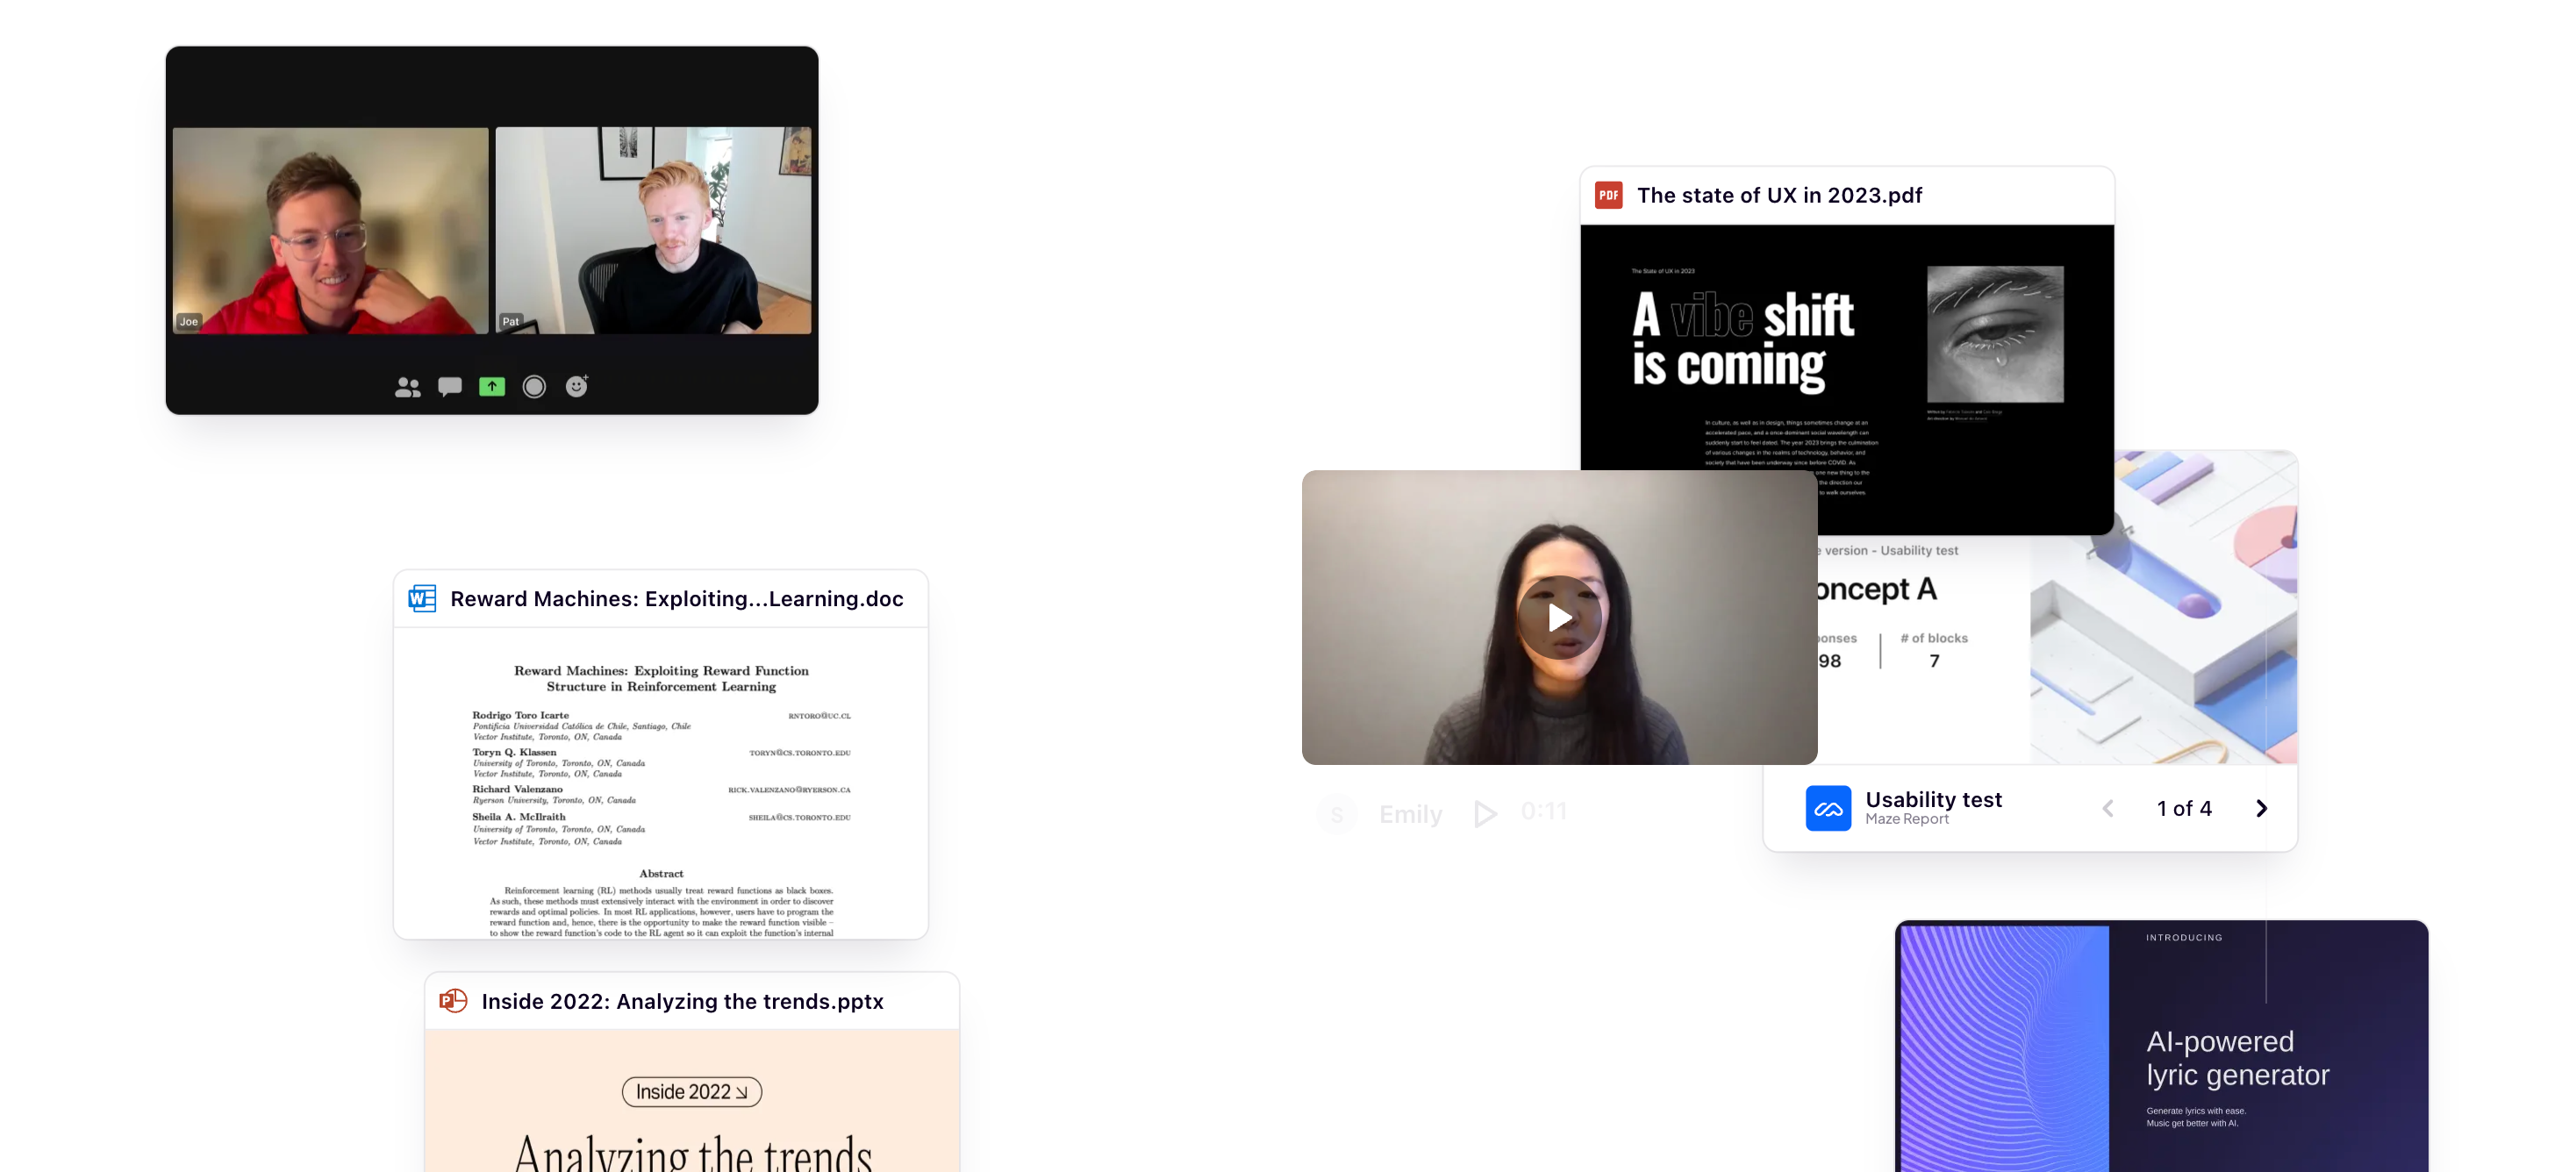 Joe
Pat
PDF
The state of UX in 2023.pdf
The State of UX in 2023
A vibe shift
is coming
In culture, as well as in design, things sometimes change at an
accelerated pace, and a once-dominant social wavelength can
suddenly start to feel dated. The year 2023 brings the culmination
of various changes in the realms of technology, behavior, and
society that have been underway since before COVID. As
one new thing to the
the direction our
to walk ourselves.
e version - Usability test
oncept A
onses
# of blocks
98
7
S
Emily
0:11
Usability test
Maze Report
1 of 4
W
Reward Machines: Exploiting...Learning.doc
Reward Machines: Exploiting Reward Function
Structure in Reinforcement Learning
Rodrigo Toro Icarte
RNTORO@UC.CL
Pontificia Universidad Católica de Chile, Santiago, Chile
Vector Institute, Toronto, ON, Canada
Toryn Q. Klassen
TORYN@CS.TORONTO.EDU
University of Toronto, Toronto, ON, Canada
Vector Institute, Toronto, ON, Canada
Richard Valenzano
RICK.VALENZANO@RYERSON.CA
Ryerson University, Toronto, ON, Canada
Sheila A. McIlraith
SHEILA@CS.TORONTO.EDU
University of Toronto, Toronto, ON, Canada
Vector Institute, Toronto, ON, Canada
Abstract
Reinforcement learning (RL) methods usually treat reward functions as black boxes.
As such, these methods must extensively interact with the environment in order to discover
rewards and optimal policies. In most RL applications, however, users have to program the
reward function and, hence, there is the opportunity to make the reward function visible –
to show the reward function's code to the RL agent so it can exploit the function's internal
P
Inside 2022: Analyzing the trends.pptx
Inside 2022
Analyzing the trends
INTRODUCING
AI-powered
lyric generator
Generate lyrics with ease.
Music get better with AI.